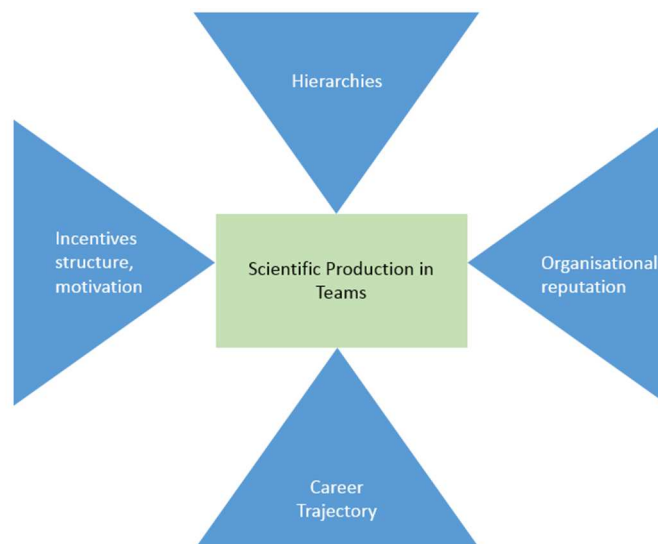 Hierarchies
Incentives
structure,
motivation
Scientific Production in
Teams
Organisational
reputation
Career
Trajectory